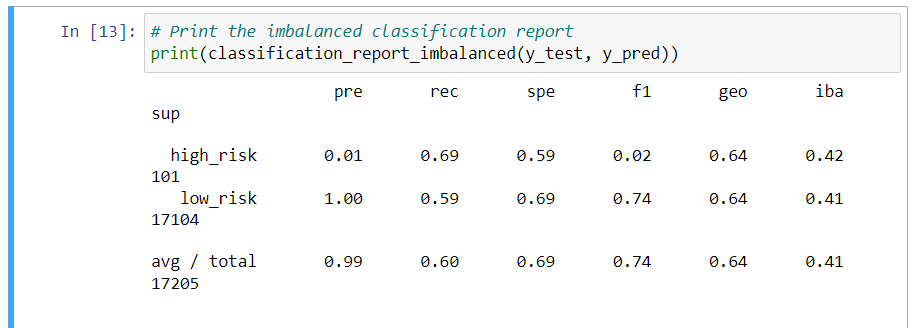 In [13]: # Print the imbalanced classification report
print(classification_report_imbalanced(y_test, y_pred))
pre rec spe f1 geo iba
sup
high_risk 0.01 0.69 0.59 0.02 0.64 0.42
101
low_risk 1.00 0.59 0.69 0.74 0.64 0.41
17104
avg / total 0.99 0.60 0.69 0.74 0.64 0.41
17205